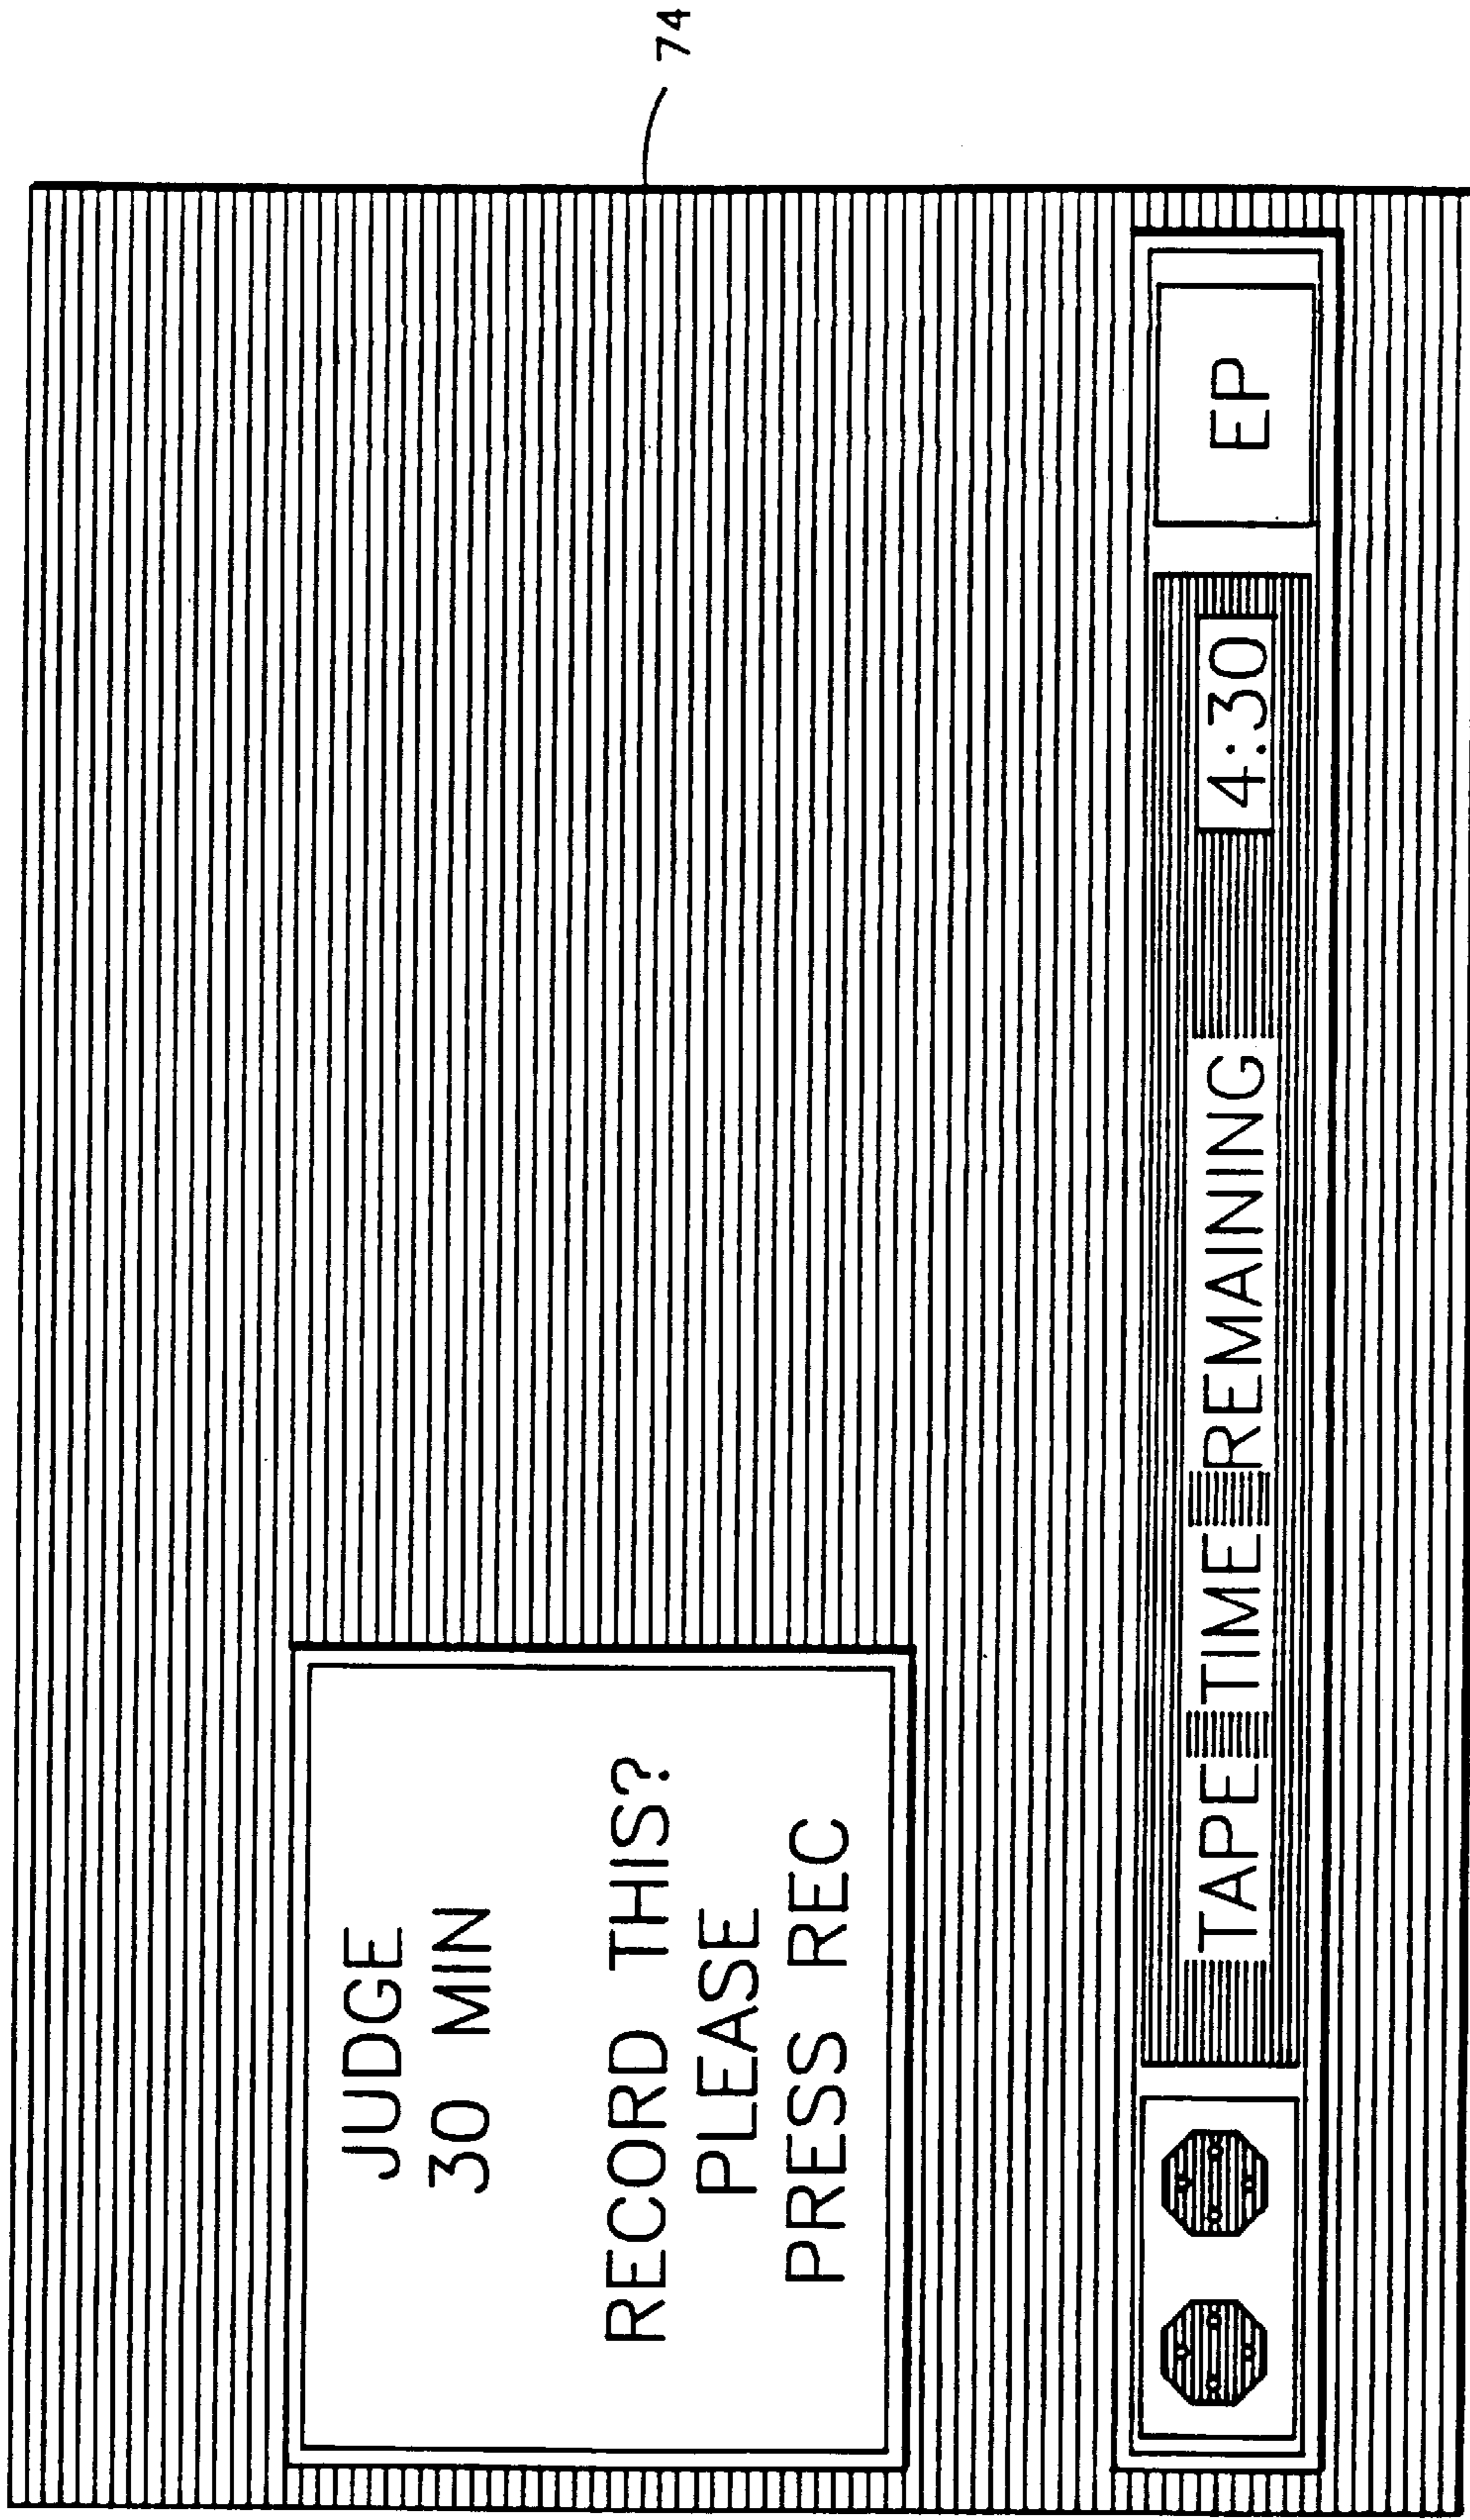 74
JUDGE
30 MIN
RECORD THIS?
PLEASE
PRESS REC
TAPE TIME REMAINING 4:30 EP